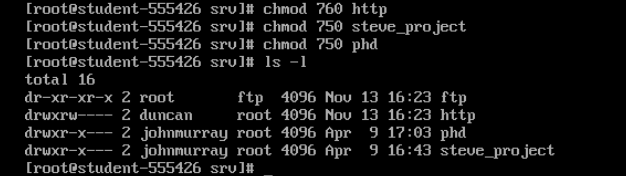 [root@student-555426 srv]# chmod 760 http
[root@student-555426 srv]# chmod 750 steve_project
[root@student-555426 srv]# chmod 750 phd
[root@student-555426 srv]# ls -l
total 16
dr-xr-xr-x 2 root       ftp  4096 Nov 13 16:23 ftp
drwxrw---- 2 duncan     root 4096 Nov 13 16:23 http
drwxr-x--- 2 johnmurray root 4096 Apr  9 17:03 phd
drwxr-x--- 2 johnmurray root 4096 Apr  9 16:43 steve_project
[root@student-555426 srv]# _